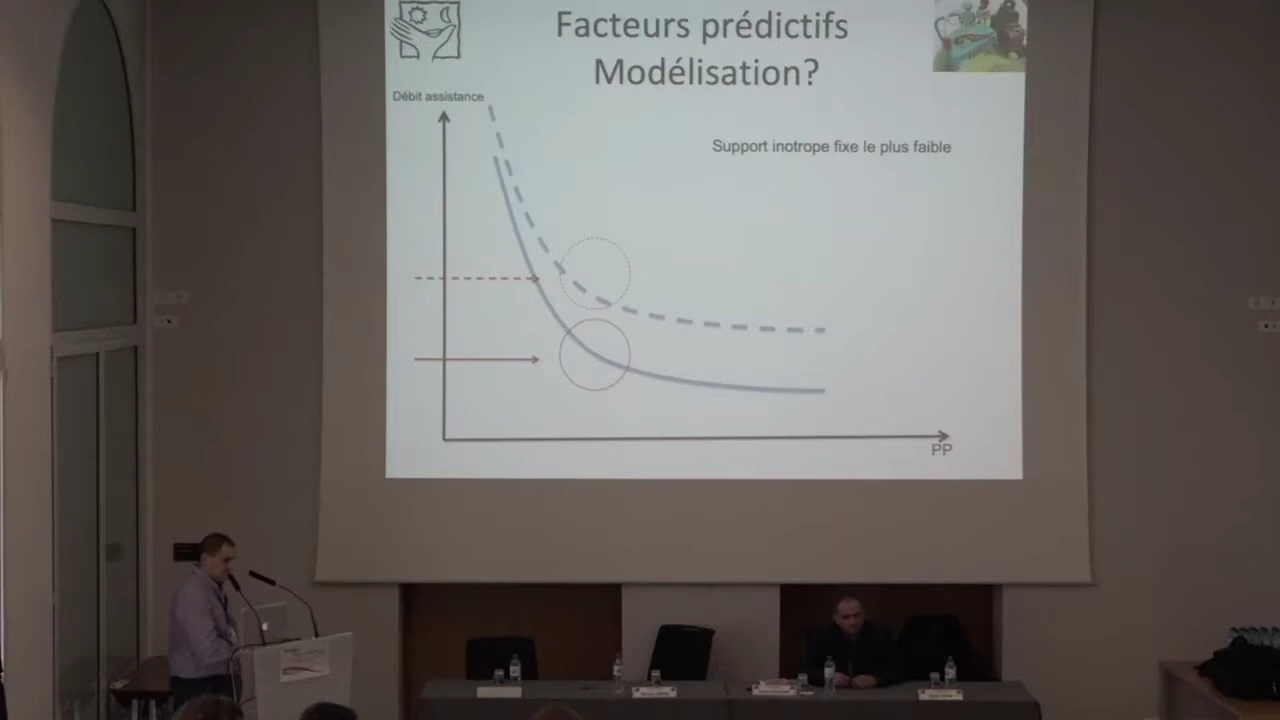 Facteurs prédictifs
Modélisation?
Débit assistance
Support inotrope fixe le plus faible
PP